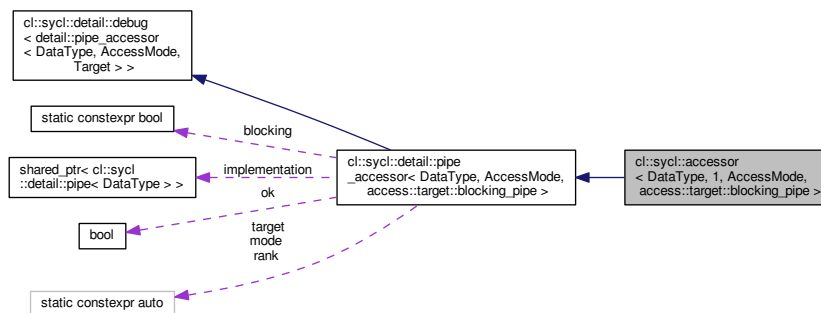 cl::sycl::detail::debug
< detail::pipe_accessor
< DataType, AccessMode,
Target > >
static constexpr bool
blocking
shared_ptr< cl::sycl
::detail::pipe< DataType > >
implementation
ok
bool
target
mode
rank
static constexpr auto
cl::sycl::detail::pipe
_accessor< DataType, AccessMode,
access::target::blocking_pipe >
cl::sycl::accessor
< DataType, 1, AccessMode,
access::target::blocking_pipe >